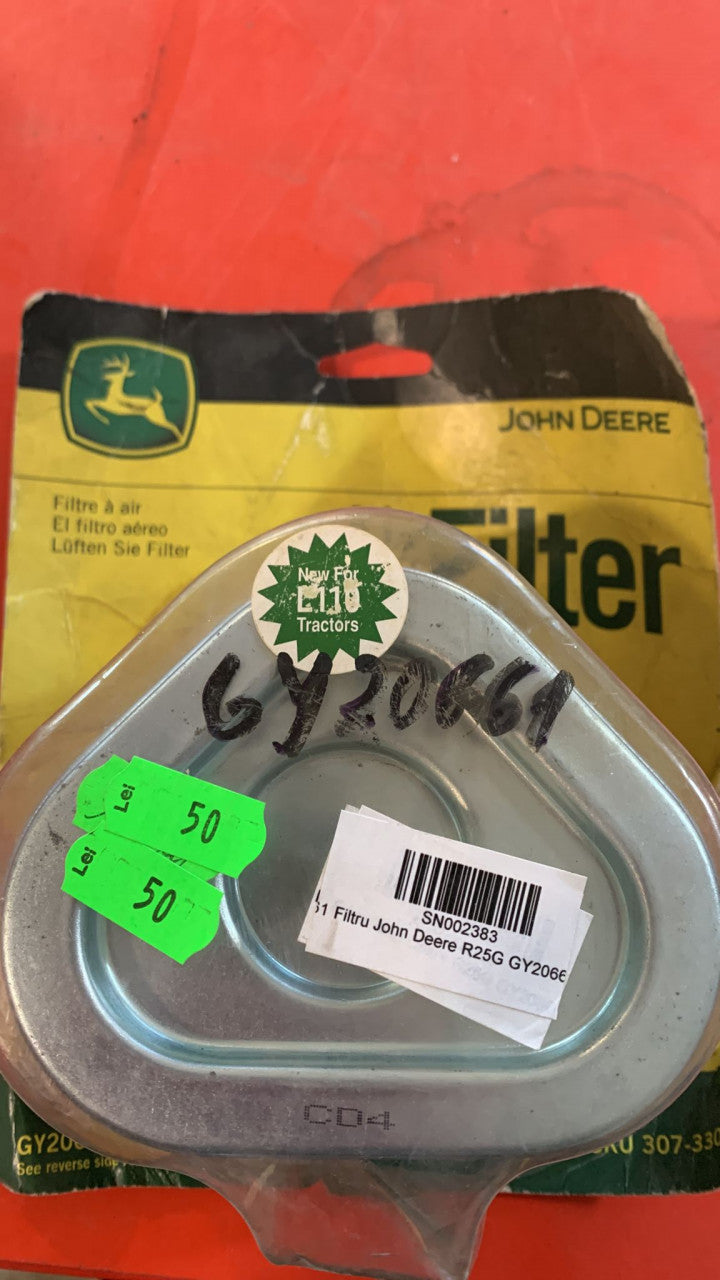 JOHN DEERE
Filtre à air
El filtro aéreo
Lüften Sie Filter
Filter
New For
L110
Tractors
GY20661
Lei 50
Lei 50
SN002383
61 Filtru John Deere R25G GY2066
CD4
See reverse side
307-330